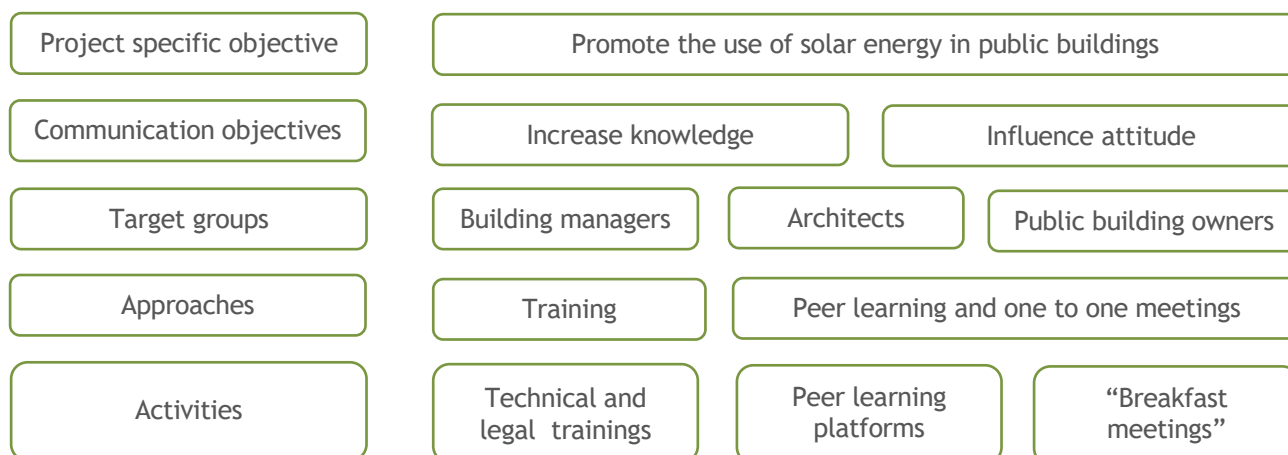 Project specific objective
Promote the use of solar energy in public buildings
Communication objectives
Increase knowledge
Influence attitude
Target groups
Building managers
Architects
Public building owners
Approaches
Training
Peer learning and one to one meetings
Activities
Technical and
legal trainings
Peer learning
platforms
“Breakfast
meetings”